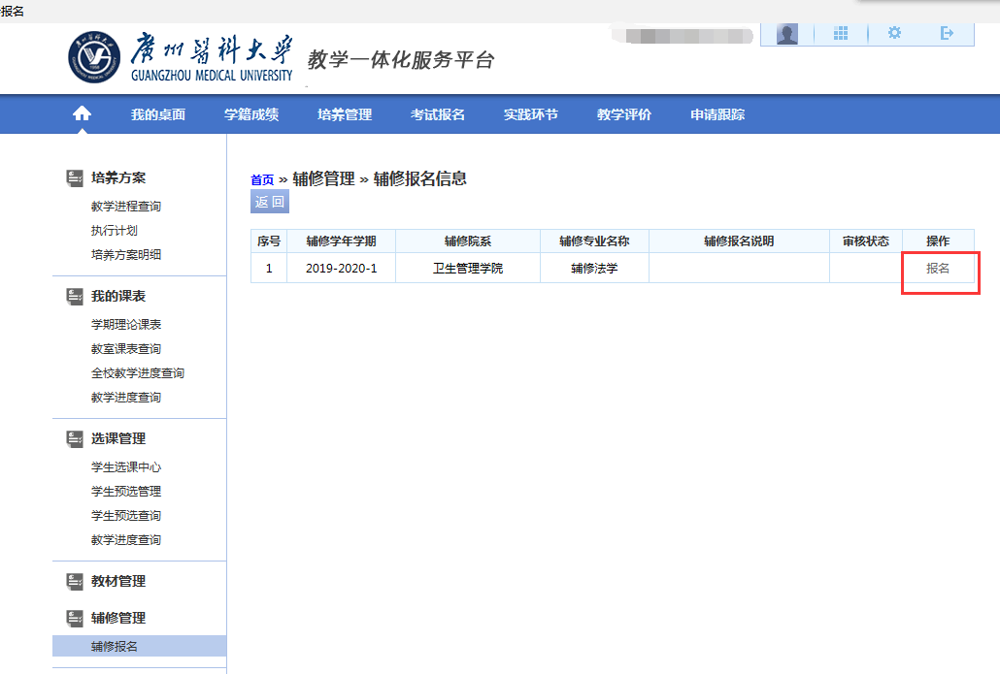 报名
广州医科大学
GUANGZHOU MEDICAL UNIVERSITY
教学一体化服务平台
我的桌面 学籍成绩 培养管理 考试报名 实践环节 教学评价 申请跟踪
培养方案
教学进程查询
执行计划
培养方案明细
我的课表
学期理论课表
教室课表查询
全校教学进度查询
教学进度查询
选课管理
学生选课中心
学生预选管理
学生预选查询
教学进度查询
教材管理
辅修管理
辅修报名
首页 » 辅修管理 » 辅修报名信息
返 回
序号 辅修学年学期 辅修院系 辅修专业名称 辅修报名说明 审核状态 操作
1 2019-2020-1 卫生管理学院 辅修法学 报名